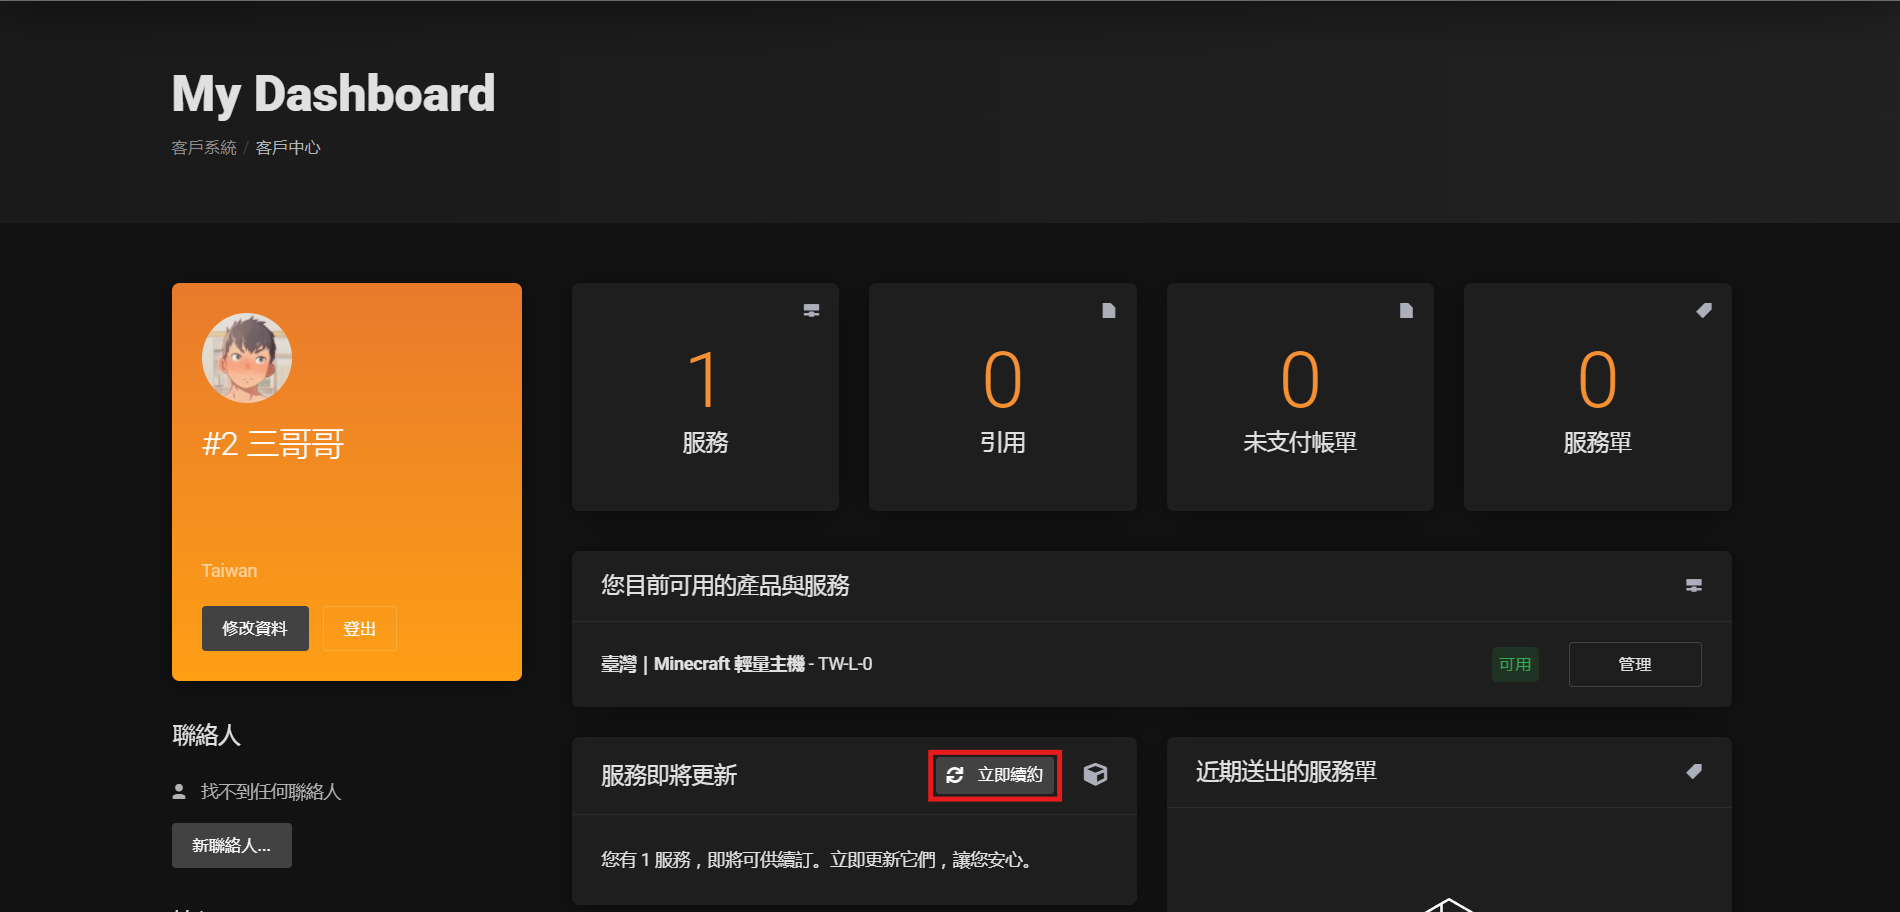 My Dashboard
客戶系統 / 客戶中心
#2 三哥哥
Taiwan
修改資料
登出
聯絡人
找不到任何聯絡人
新聯絡人...
1
服務
0
引用
0
未支付帳單
0
服務單
您目前可用的產品與服務
臺灣 | Minecraft 輕量主機 - TW-L-0
可用
管理
服務即將更新
立即續約
您有 1 服務，即將可供續訂。立即更新它們，讓您安心。
近期送出的服務單